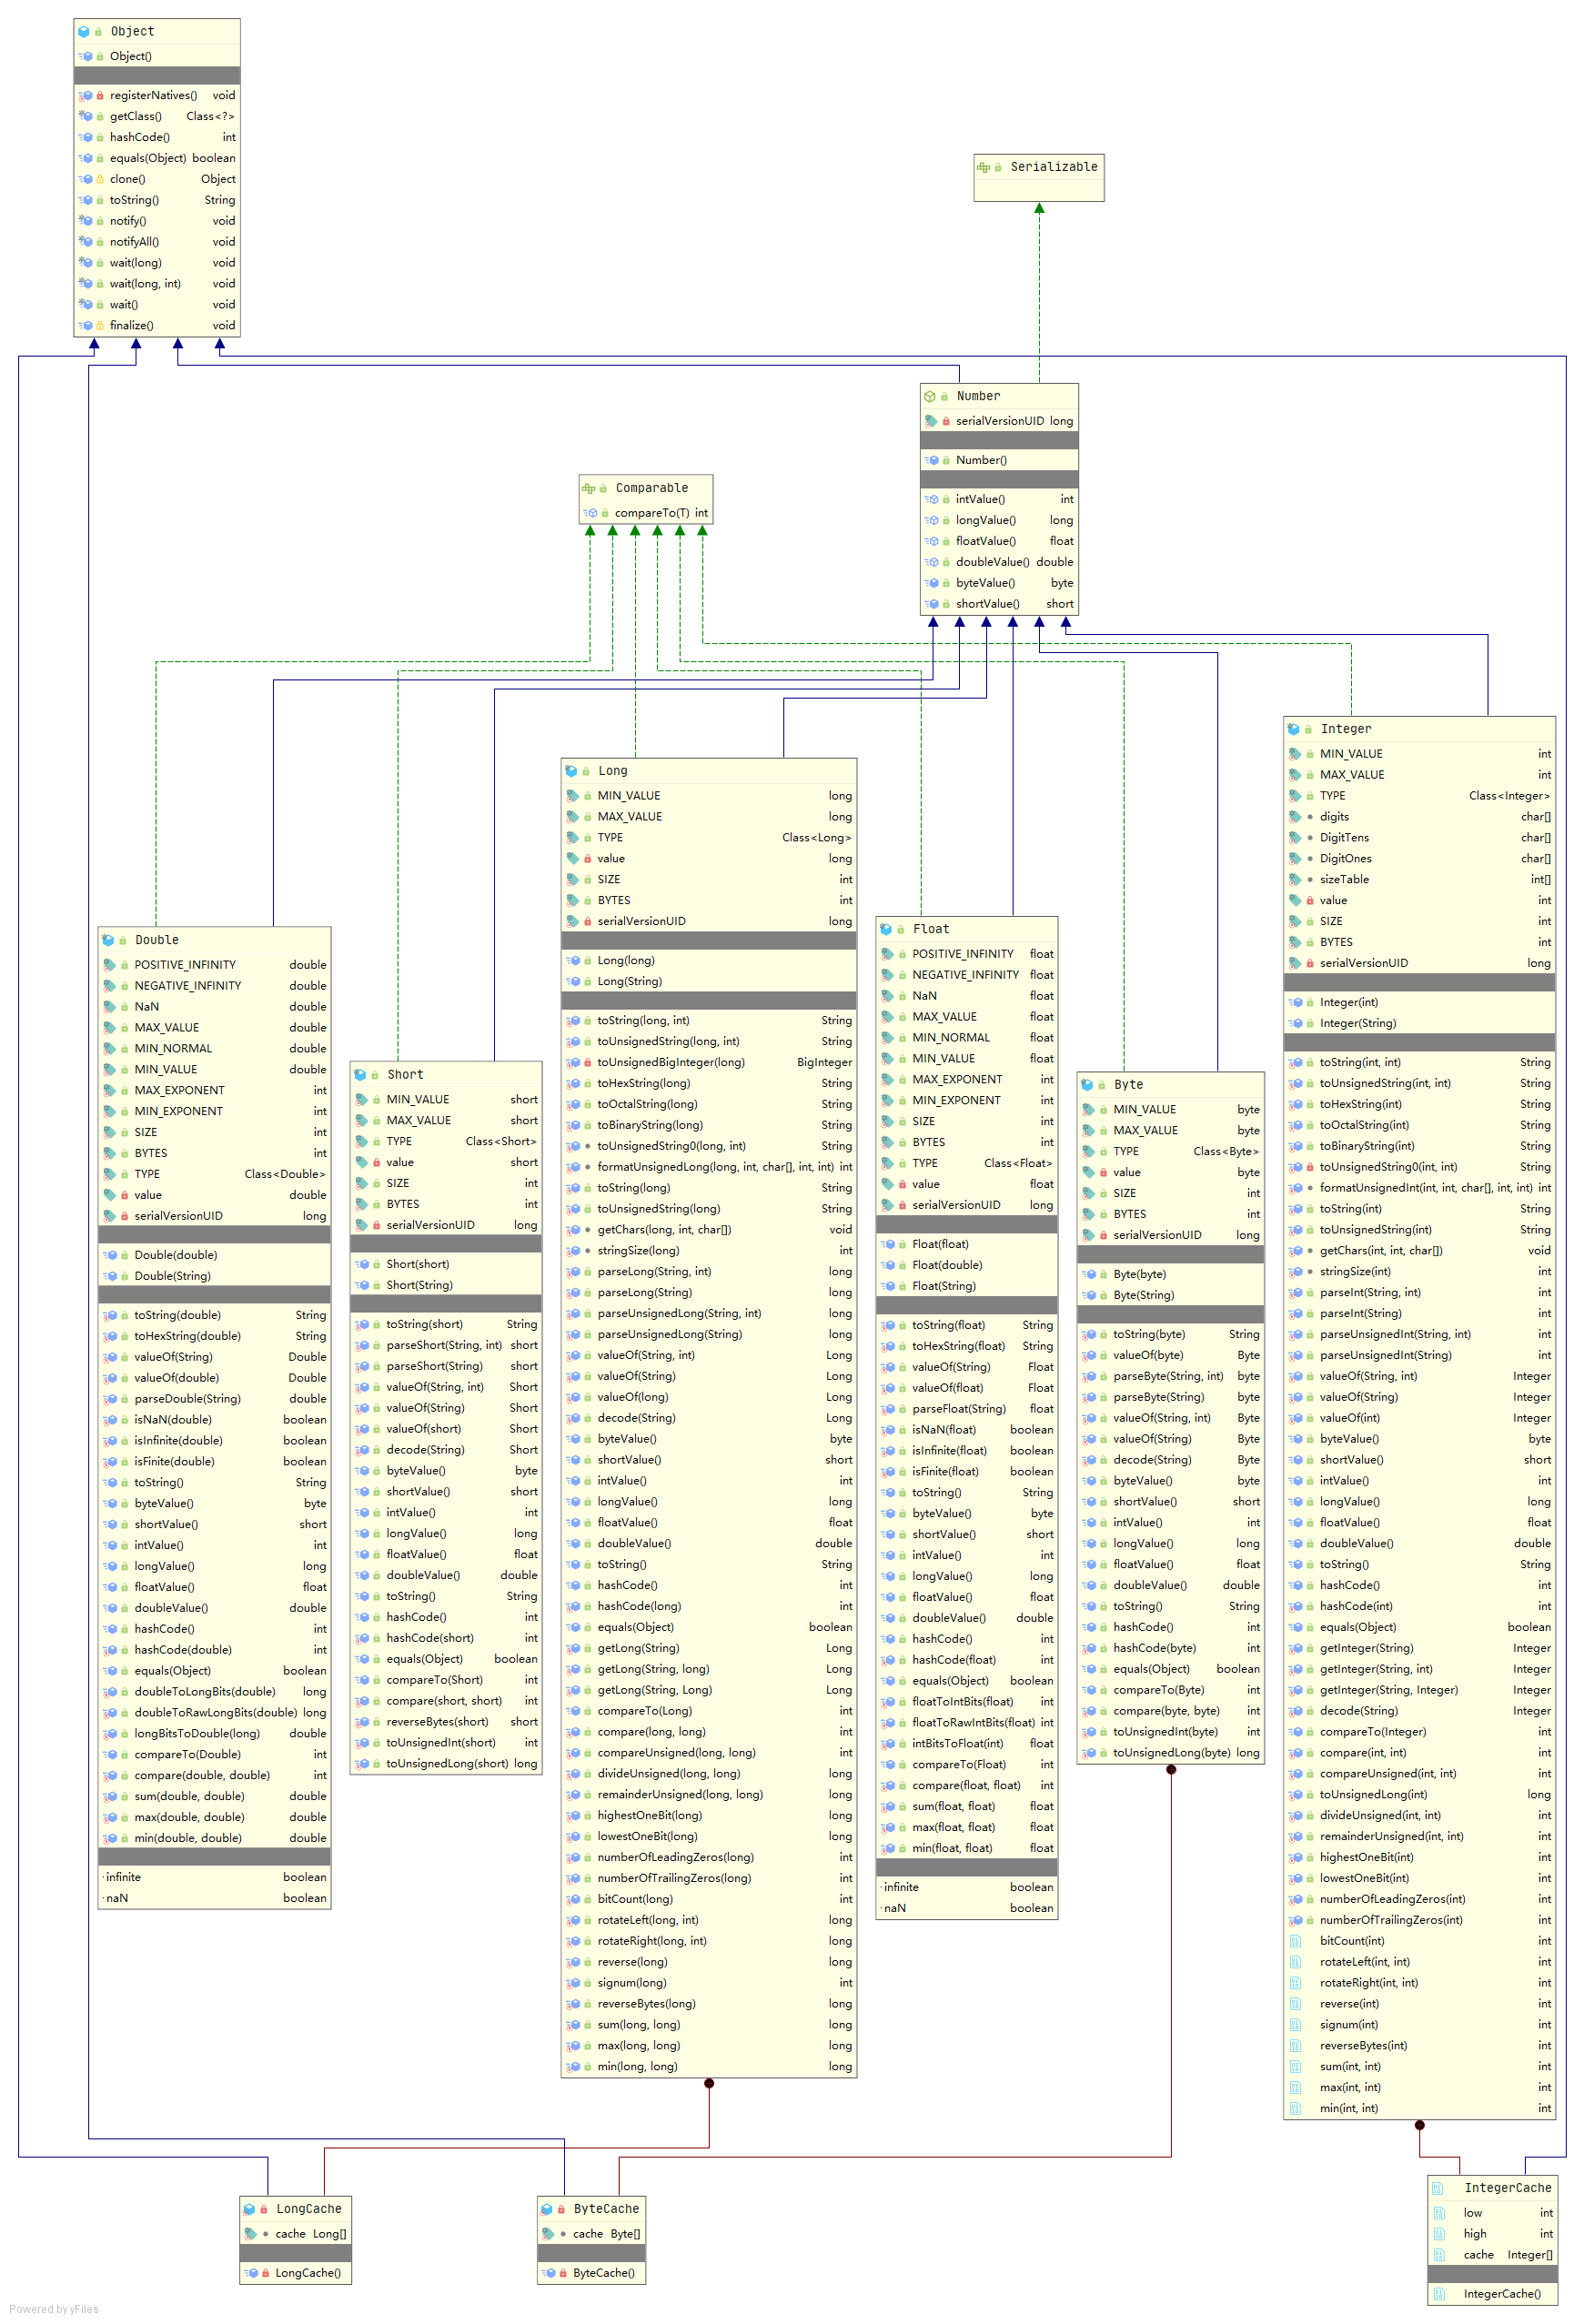 Object
Object()
registerNatives() void
getClass() Class<?>
hashCode() int
equals(Object) boolean
clone() Object
toString() String
notify() void
notifyAll() void
wait(long) void
wait(long, int) void
wait() void
finalize() void
Serializable
Number
serialVersionUID long
Number()
intValue() int
longValue() long
floatValue() float
doubleValue() double
byteValue() byte
shortValue() short
Comparable
compareTo(T) int
Double
POSITIVE_INFINITY double
NEGATIVE_INFINITY double
NaN double
MAX_VALUE double
MIN_NORMAL double
MIN_VALUE double
MAX_EXPONENT int
MIN_EXPONENT int
SIZE int
BYTES int
TYPE Class<Double>
value double
serialVersionUID long
Double(double)
Double(String)
toString(double) String
toHexString(double) String
valueOf(String) Double
valueOf(double) Double
parseDouble(String) double
isNaN(double) boolean
isInfinite(double) boolean
isFinite(double) boolean
toString() String
byteValue() byte
shortValue() short
intValue() int
longValue() long
floatValue() float
doubleValue() double
hashCode() int
hashCode(double) int
equals(Object) boolean
doubleToLongBits(double) long
doubleToRawLongBits(double) long
longBitsToDouble(long) double
compareTo(Double) int
compare(double, double) int
sum(double, double) double
max(double, double) double
min(double, double) double
infinite boolean
naN boolean
Short
MIN_VALUE short
MAX_VALUE short
TYPE Class<Short>
value short
SIZE int
BYTES int
serialVersionUID long
Short(short)
Short(String)
toString(short) String
parseShort(String, int) short
parseShort(String) short
valueOf(String, int) Short
valueOf(String) Short
valueOf(short) Short
decode(String) Short
byteValue() byte
shortValue() short
intValue() int
longValue() long
floatValue() float
doubleValue() double
toString() String
hashCode() int
hashCode(short) int
equals(Object) boolean
compareTo(Short) int
compare(short, short) int
reverseBytes(short) short
toUnsignedInt(short) int
toUnsignedLong(short) long
Long
MIN_VALUE long
MAX_VALUE long
TYPE Class<Long>
value long
SIZE int
BYTES int
serialVersionUID long
Long(long)
Long(String)
toString(long, int) String
toUnsignedString(long, int) String
toUnsignedBigInteger(long) BigInteger
toHexString(long) String
toOctalString(long) String
toBinaryString(long) String
toUnsignedString0(long, int) String
formatUnsignedLong(long, int, char[], int, int) int
toString(long) String
toUnsignedString(long) String
getChars(long, int, char[]) void
stringSize(long) int
parseLong(String, int) long
parseLong(String) long
parseUnsignedLong(String, int) long
parseUnsignedLong(String) long
valueOf(String, int) Long
valueOf(String) Long
valueOf(long) Long
decode(String) Long
byteValue() byte
shortValue() short
intValue() int
longValue() long
floatValue() float
doubleValue() double
toString() String
hashCode() int
hashCode(long) int
equals(Object) boolean
getLong(String) Long
getLong(String, long) Long
getLong(String, Long) Long
compareTo(Long) int
compare(long, long) int
compareUnsigned(long, long) int
divideUnsigned(long, long) long
remainderUnsigned(long, long) long
highestOneBit(long) long
lowestOneBit(long) long
numberOfLeadingZeros(long) int
numberOfTrailingZeros(long) int
bitCount(long) int
rotateLeft(long, int) long
rotateRight(long, int) long
reverse(long) long
signum(long) int
reverseBytes(long) long
sum(long, long) long
max(long, long) long
min(long, long) long
Float
POSITIVE_INFINITY float
NEGATIVE_INFINITY float
NaN float
MAX_VALUE float
MIN_NORMAL float
MIN_VALUE float
MAX_EXPONENT int
MIN_EXPONENT int
SIZE int
BYTES int
TYPE Class<Float>
value float
serialVersionUID long
Float(float)
Float(double)
Float(String)
toString(float) String
toHexString(float) String
valueOf(String) Float
valueOf(float) Float
parseFloat(String) float
isNaN(float) boolean
isInfinite(float) boolean
isFinite(float) boolean
toString() String
byteValue() byte
shortValue() short
intValue() int
longValue() long
floatValue() float
doubleValue() double
hashCode() int
hashCode(float) int
equals(Object) boolean
floatToIntBits(float) int
floatToRawIntBits(float) int
intBitsToFloat(int) float
compareTo(Float) int
compare(float, float) int
sum(float, float) float
max(float, float) float
min(float, float) float
infinite boolean
naN boolean
Byte
MIN_VALUE byte
MAX_VALUE byte
TYPE Class<Byte>
value byte
SIZE int
BYTES int
serialVersionUID long
Byte(byte)
Byte(String)
toString(byte) String
valueOf(byte) Byte
parseByte(String, int) byte
parseByte(String) byte
valueOf(String, int) Byte
valueOf(String) Byte
decode(String) Byte
byteValue() byte
shortValue() short
intValue() int
longValue() long
floatValue() float
doubleValue() double
toString() String
hashCode() int
hashCode(byte) int
equals(Object) boolean
compareTo(Byte) int
compare(byte, byte) int
toUnsignedInt(byte) int
toUnsignedLong(byte) long
Integer
MIN_VALUE int
MAX_VALUE int
TYPE Class<Integer>
digits char[]
DigitTens char[]
DigitOnes char[]
sizeTable int[]
value int
SIZE int
BYTES int
serialVersionUID long
Integer(int)
Integer(String)
toString(int, int) String
toUnsignedString(int, int) String
toHexString(int) String
toOctalString(int) String
toBinaryString(int) String
toUnsignedString0(int, int) String
formatUnsignedInt(int, int, char[], int, int) int
toString(int) String
toUnsignedString(int) String
getChars(int, int, char[]) void
stringSize(int) int
parseInt(String, int) int
parseInt(String) int
parseUnsignedInt(String, int) int
parseUnsignedInt(String) int
valueOf(String, int) Integer
valueOf(String) Integer
valueOf(int) Integer
byteValue() byte
shortValue() short
intValue() int
longValue() long
floatValue() float
doubleValue() double
toString() String
hashCode() int
hashCode(int) int
equals(Object) boolean
getInteger(String) Integer
getInteger(String, int) Integer
getInteger(String, Integer) Integer
decode(String) Integer
compareTo(Integer) int
compare(int, int) int
compareUnsigned(int, int) int
toUnsignedLong(int) long
divideUnsigned(int, int) int
remainderUnsigned(int, int) int
highestOneBit(int) int
lowestOneBit(int) int
numberOfLeadingZeros(int) int
numberOfTrailingZeros(int) int
bitCount(int) int
rotateLeft(int, int) int
rotateRight(int, int) int
reverse(int) int
signum(int) int
reverseBytes(int) int
sum(int, int) int
max(int, int) int
min(int, int) int
LongCache
cache Long[]
LongCache()
ByteCache
cache Byte[]
ByteCache()
IntegerCache
low int
high int
cache Integer[]
IntegerCache()
Powered by yFiles